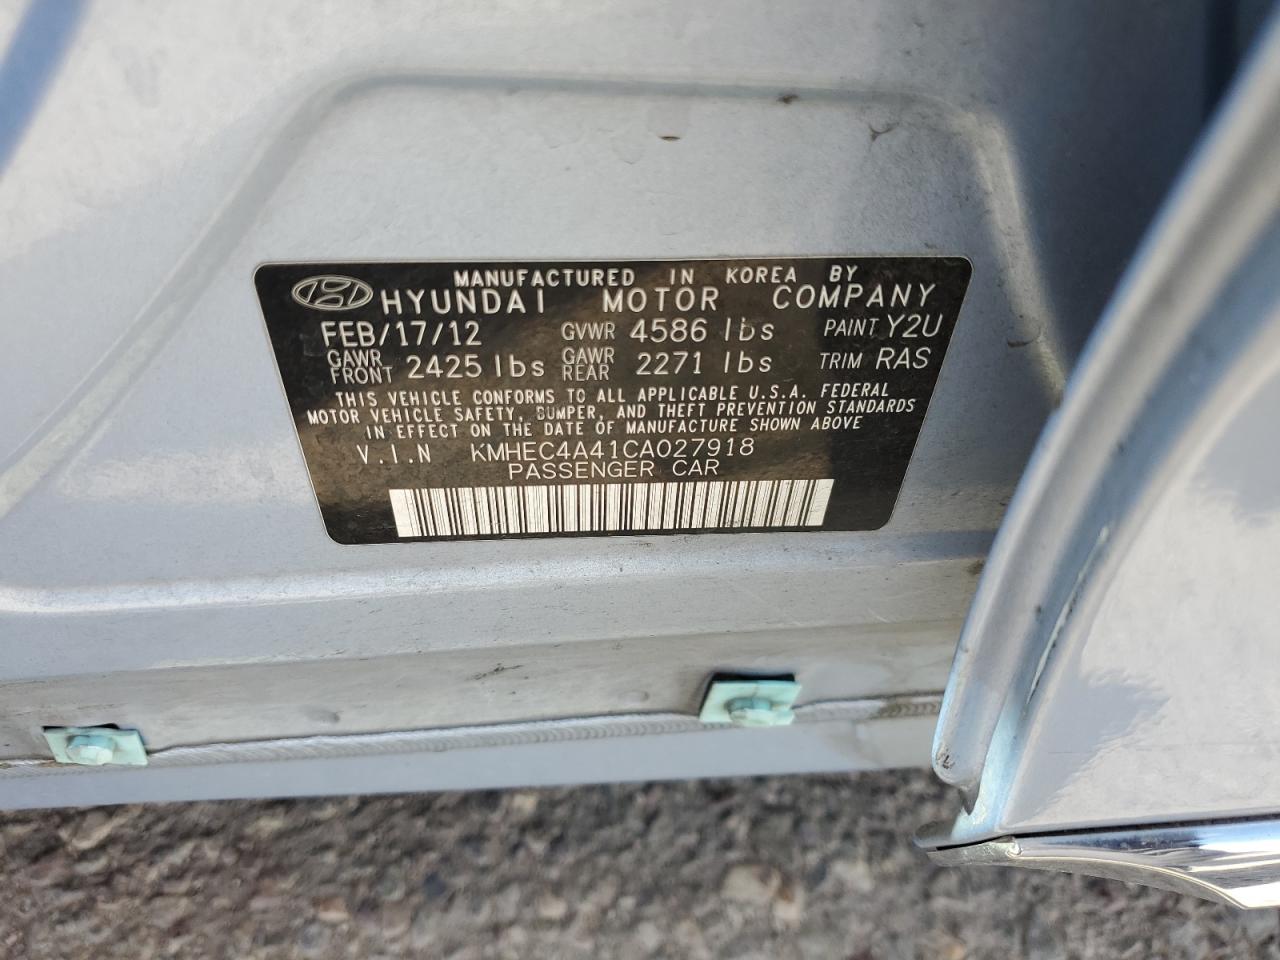 MANUFACTURED IN KOREA BY
HYUNDAI MOTOR COMPANY
FEB/17/12 GVWR 4586 lbs PAINT Y2U
GAWR FRONT 2425 lbs GAWR REAR 2271 lbs TRIM RAS
THIS VEHICLE CONFORMS TO ALL APPLICABLE U.S.A. FEDERAL
MOTOR VEHICLE SAFETY, BUMPER, AND THEFT PREVENTION STANDARDS
IN EFFECT ON THE DATE OF MANUFACTURE SHOWN ABOVE
V.I.N KMHEC4A41CA027918
PASSENGER CAR